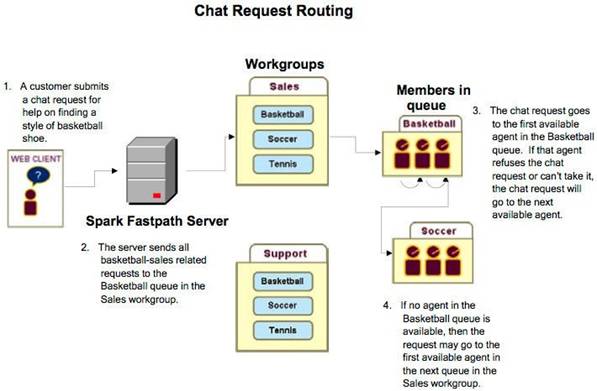 Chat Request Routing
1. A customer submits
a chat request for
help on finding a
style of basketball
shoe.
WEB CLIENT
?
Spark Fastpath Server
2. The server sends all
basketball-sales related
requests to the
Basketball queue in the
Sales workgroup.
Workgroups
Sales
Basketball
Soccer
Tennis
Support
Basketball
Soccer
Tennis
Members in
queue
Basketball
3. The chat request goes
to the first available
agent in the Basketball
queue. If that agent
refuses the chat
request or can't take it,
the chat request will
go to the next
available agent.
Soccer
4. If no agent in the
Basketball queue is
available, then the
request may go to the
first available agent in
the next queue in the
Sales workgroup.